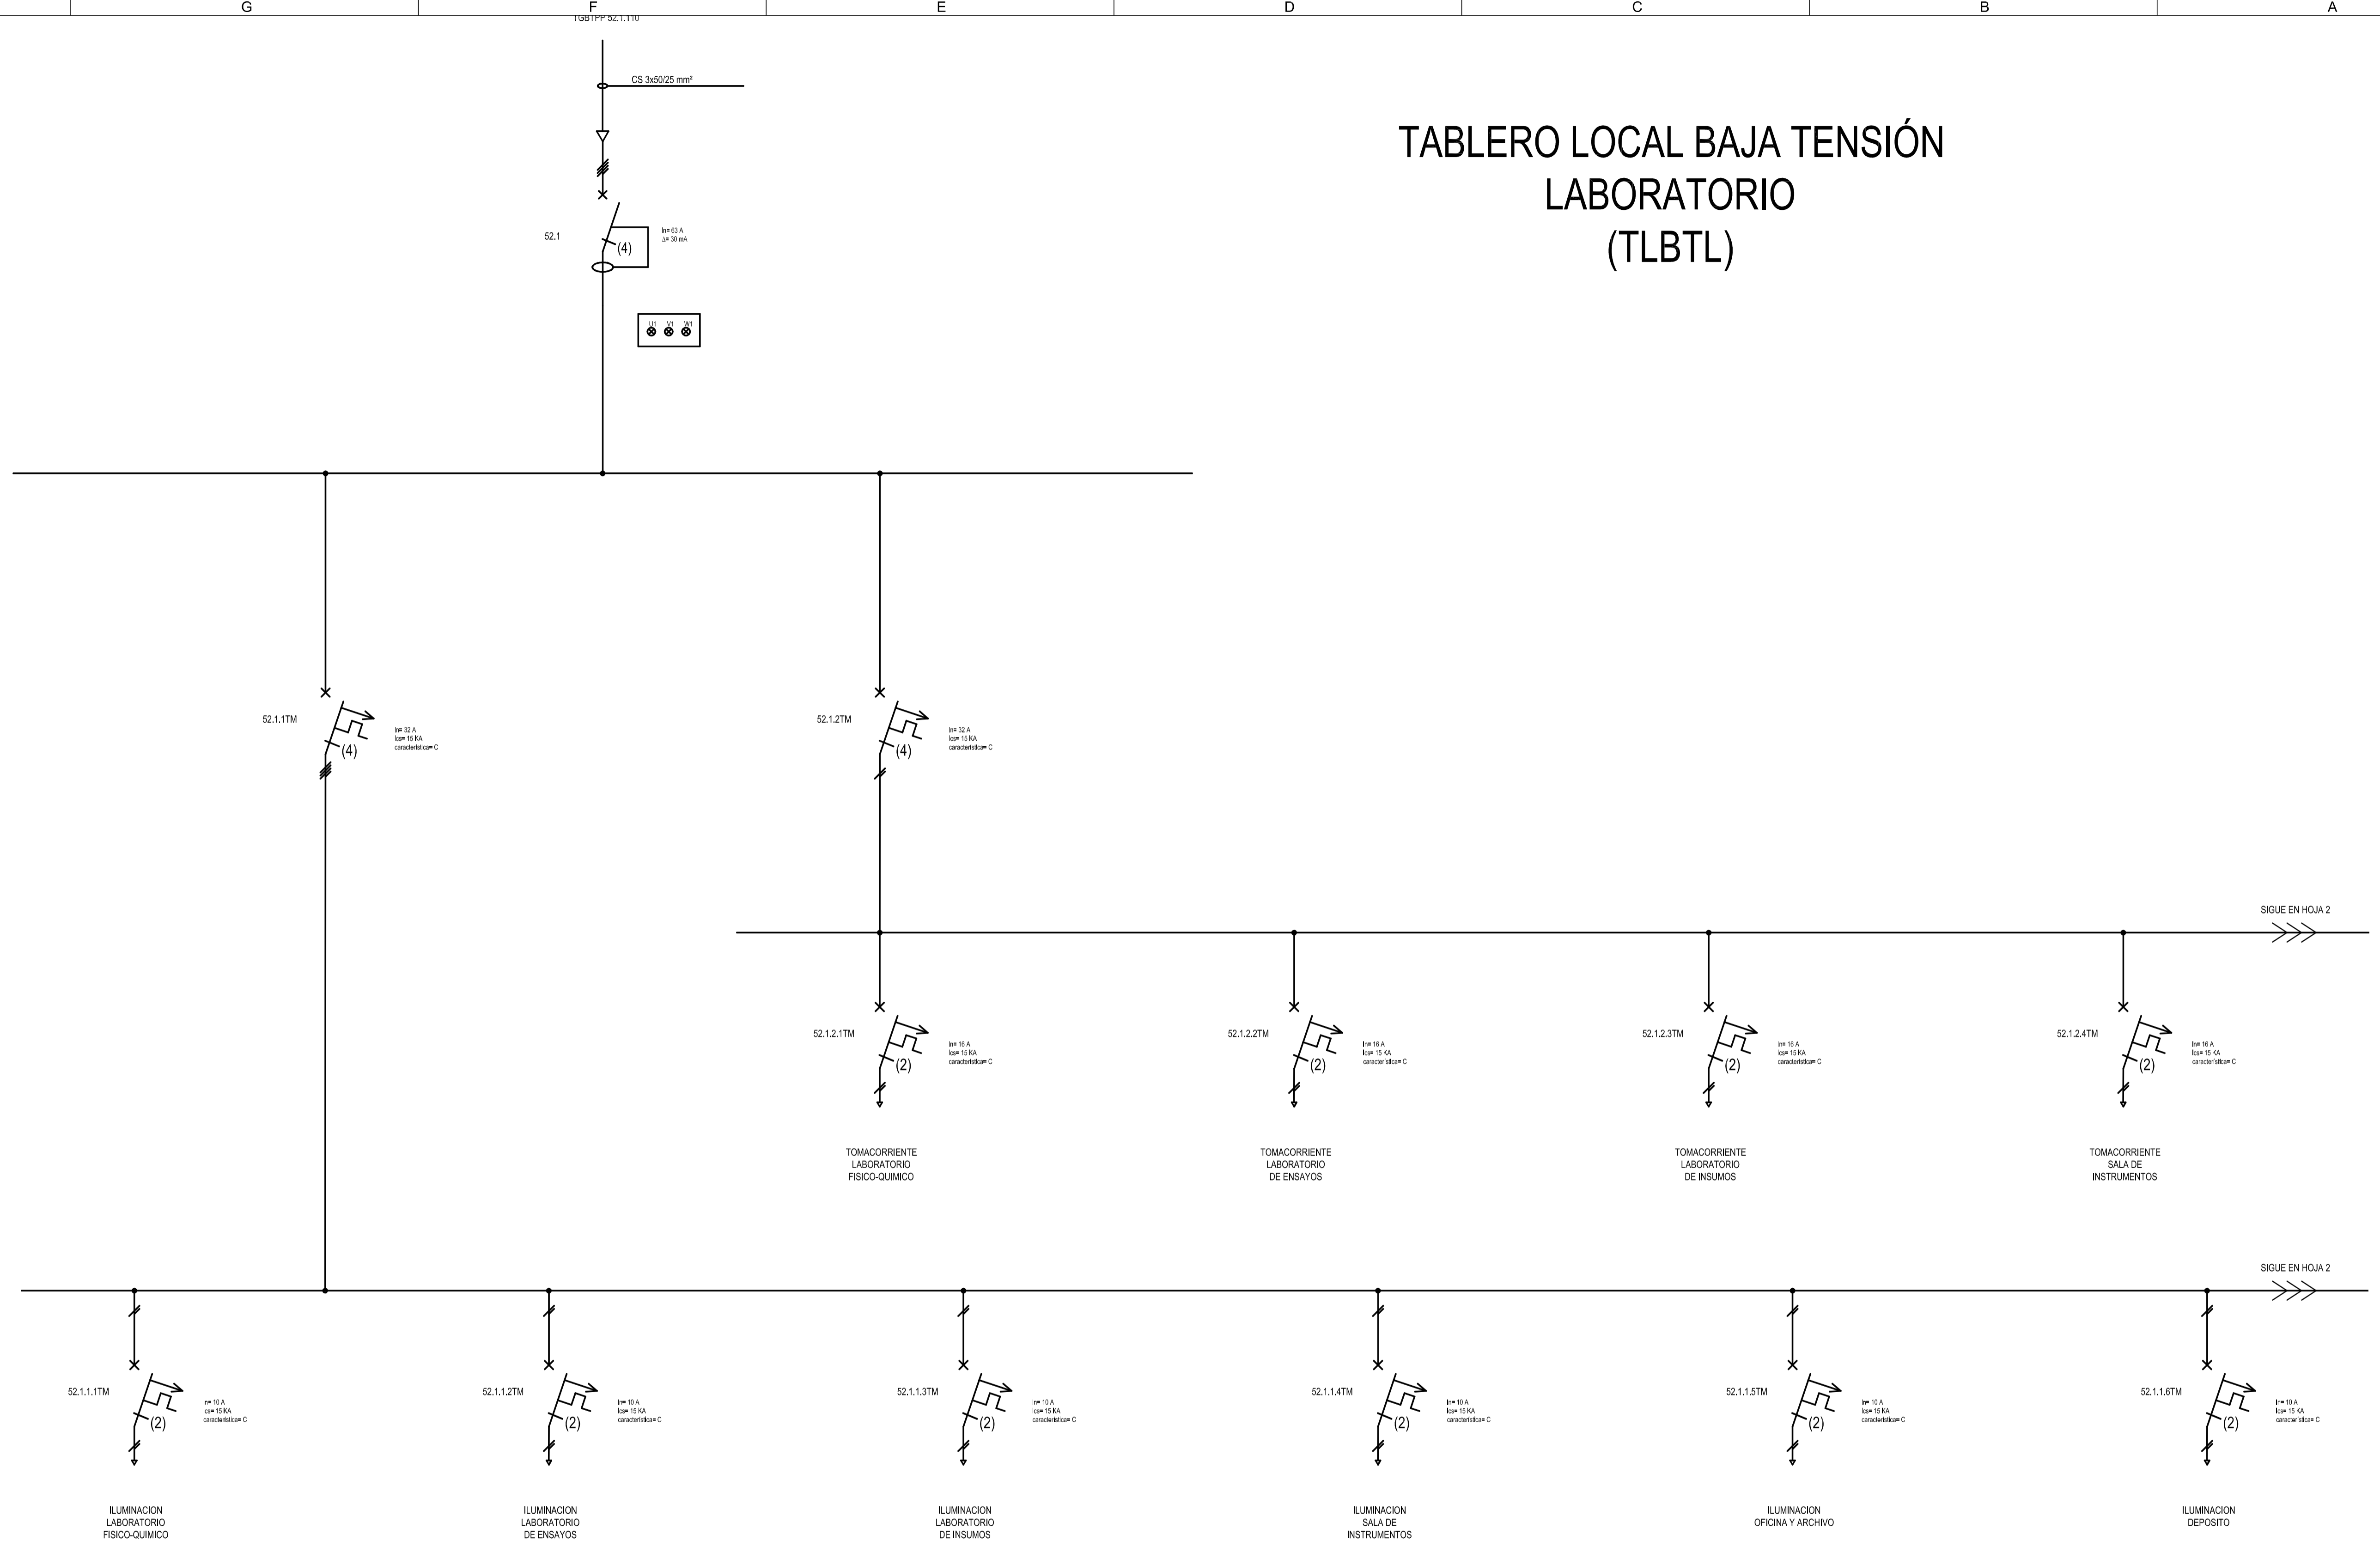 G F E D C B A
TGBTPP 52.1.110
CS 3x50/25 mm²
TABLERO LOCAL BAJA TENSIÓN
LABORATORIO
(TLBTL)
52.1
(4)
In= 63 A
∆= 30 mA
U1 V1 W1
52.1.1TM
(4)
In= 32 A
Ics= 15 KA
característica= C
52.1.2TM
(4)
In= 32 A
Ics= 15 KA
característica= C
SIGUE EN HOJA 2
52.1.2.1TM
(2)
In= 16 A
Ics= 15 KA
característica= C
TOMACORRIENTE
LABORATORIO
FISICO-QUIMICO
52.1.2.2TM
(2)
In= 16 A
Ics= 15 KA
característica= C
TOMACORRIENTE
LABORATORIO
DE ENSAYOS
52.1.2.3TM
(2)
In= 16 A
Ics= 15 KA
característica= C
TOMACORRIENTE
LABORATORIO
DE INSUMOS
52.1.2.4TM
(2)
In= 16 A
Ics= 15 KA
característica= C
TOMACORRIENTE
SALA DE
INSTRUMENTOS
SIGUE EN HOJA 2
52.1.1.1TM
(2)
In= 10 A
Ics= 15 KA
característica= C
ILUMINACION
LABORATORIO
FISICO-QUIMICO
52.1.1.2TM
(2)
In= 10 A
Ics= 15 KA
característica= C
ILUMINACION
LABORATORIO
DE ENSAYOS
52.1.1.3TM
(2)
In= 10 A
Ics= 15 KA
característica= C
ILUMINACION
LABORATORIO
DE INSUMOS
52.1.1.4TM
(2)
In= 10 A
Ics= 15 KA
característica= C
ILUMINACION
SALA DE
INSTRUMENTOS
52.1.1.5TM
(2)
In= 10 A
Ics= 15 KA
característica= C
ILUMINACION
OFICINA Y ARCHIVO
52.1.1.6TM
(2)
In= 10 A
Ics= 15 KA
característica= C
ILUMINACION
DEPOSITO